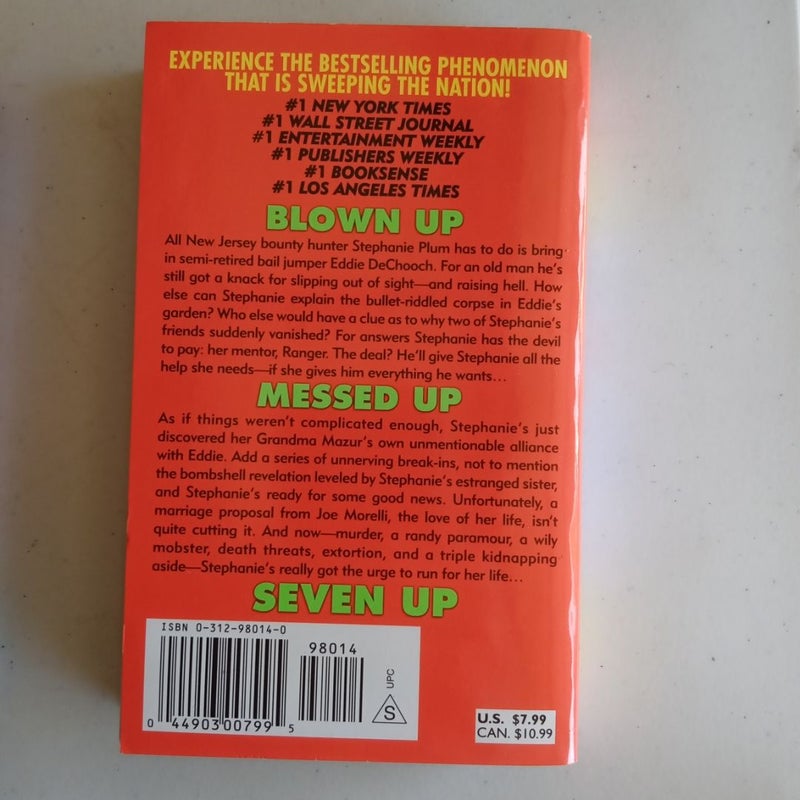 EXPERIENCE THE BESTSELLING PHENOMENON
THAT IS SWEEPING THE NATION!
#1 NEW YORK TIMES
#1 WALL STREET JOURNAL
#1 ENTERTAINMENT WEEKLY
#1 PUBLISHERS WEEKLY
#1 BOOKSENSE
#1 LOS ANGELES TIMES
BLOWN UP
All New Jersey bounty hunter Stephanie Plum has to do is bring
in semi-retired bail jumper Eddie DeChooch. For an old man he's
still got a knack for slipping out of sight—and raising hell. How
else can Stephanie explain the bullet-riddled corpse in Eddie's
garden? Who else would have a clue as to why two of Stephanie's
friends suddenly vanished? For answers Stephanie has the devil
to pay: her mentor, Ranger. The deal? He'll give Stephanie all the
help she needs—if she gives him everything he wants...
MESSED UP
As if things weren't complicated enough, Stephanie's just
discovered her Grandma Mazur's own unmentionable alliance
with Eddie. Add a series of unnerving break-ins, not to mention
the bombshell revelation leveled by Stephanie's estranged sister,
and Stephanie's ready for some good news. Unfortunately, a
marriage proposal from Joe Morelli, the love of her life, isn't
quite cutting it. And now—murder, a randy paramour, a wily
mobster, death threats, extortion, and a triple kidnapping
aside—Stephanie's really got the urge to run for her life...
SEVEN UP
ISBN 0-312-98014-0
98014
0 44903 00799 5
UPC
S
U.S. $7.99
CAN. $10.99